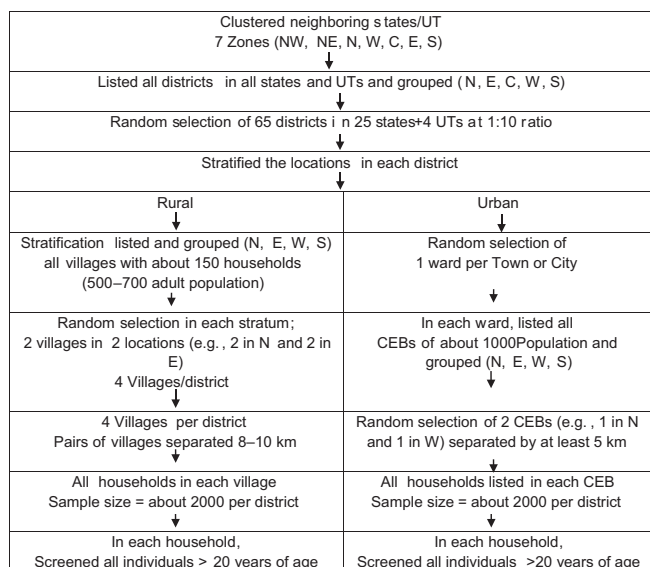 Clustered neighboring states/UT
7 Zones (NW, NE, N, W, C, E, S)
Listed all districts in all states and UTs and grouped (N, E, C, W, S)
Random selection of 65 districts in 25 states+4 UTs at 1:10 ratio
Stratified the locations in each district
Rural
Stratification listed and grouped (N, E, W, S)
all villages with about 150 households
(500–700 adult population)
Random selection in each stratum;
2 villages in 2 locations (e.g., 2 in N and 2 in
E)
4 Villages/district
4 Villages per district
Pairs of villages separated 8–10 km
All households in each village
Sample size = about 2000 per district
In each household,
Screened all individuals > 20 years of age
Urban
Random selection of
1 ward per Town or City
In each ward, listed all
CEBs of about 1000Population and
grouped (N, E, W, S)
Random selection of 2 CEBs (e.g., 1 in N
and 1 in W) separated by at least 5 km
All households listed in each CEB
Sample size = about 2000 per district
In each household,
Screened all individuals >20 years of age